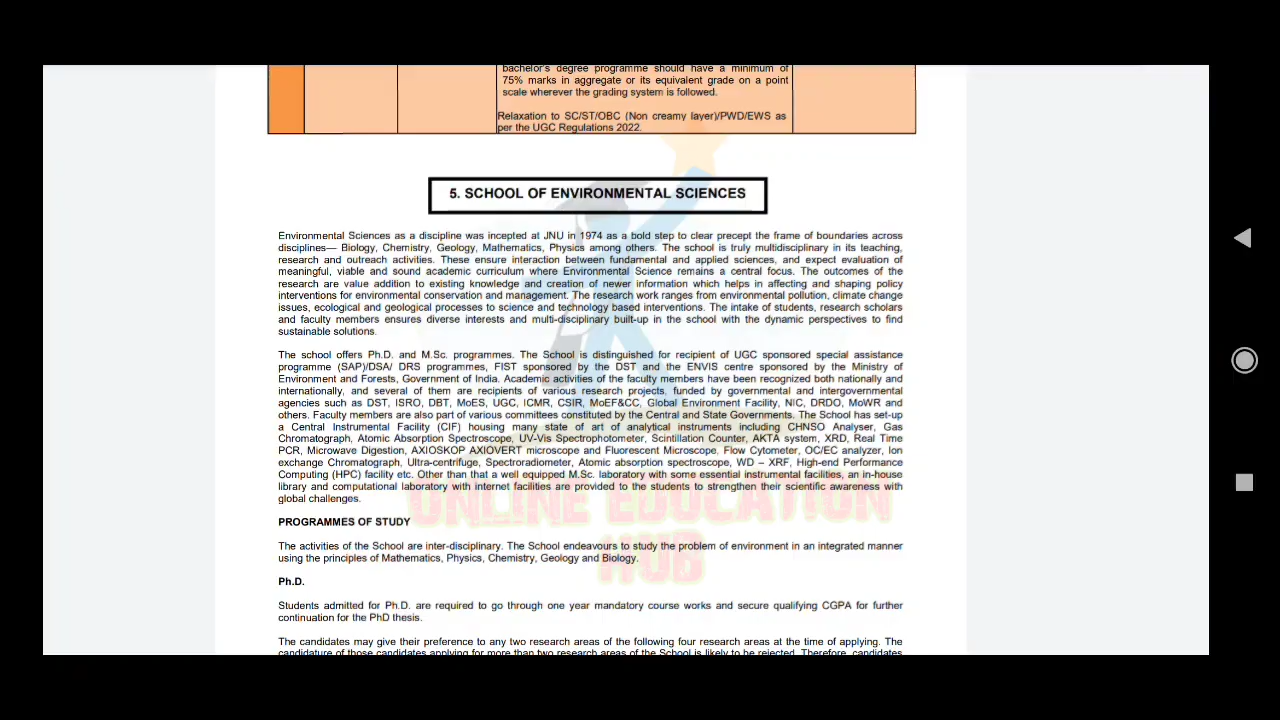 bachelor's degree programme should have a minimum of
75% marks in aggregate or its equivalent grade on a point
scale wherever the grading system is followed.
Relaxation to SC/ST/OBC (Non creamy layer)/PWD/EWS as
per the UGC Regulations 2022.
5. SCHOOL OF ENVIRONMENTAL SCIENCES
Environmental Sciences as a discipline was incepted at JNU in 1974 as a bold step to clear precept the frame of boundaries across
disciplines— Biology, Chemistry, Geology, Mathematics, Physics among others. The school is truly multidisciplinary in its teaching,
research and outreach activities. These ensure interaction between fundamental and applied sciences, and expect evaluation of
meaningful, viable and sound academic curriculum where Environmental Science remains a central focus. The outcomes of the
research are value addition to existing knowledge and creation of newer information which helps in affecting and shaping policy
interventions for environmental conservation and management. The research work ranges from environmental pollution, climate change
issues, ecological and geological processes to science and technology based interventions. The intake of students, research scholars
and faculty members ensures diverse interests and multi-disciplinary built-up in the school with the dynamic perspectives to find
sustainable solutions.
The school offers Ph.D. and M.Sc. programmes. The School is distinguished for recipient of UGC sponsored special assistance
programme (SAP)/DSA/ DRS programmes, FIST sponsored by the DST and the ENVIS centre sponsored by the Ministry of
Environment and Forests, Government of India. Academic activities of the faculty members have been recognized both nationally and
internationally, and several of them are recipients of various research projects, funded by governmental and intergovernmental
agencies such as DST, ISRO, DBT, MoES, UGC, ICMR, CSIR, MoEF&CC, Global Environment Facility, NIC, DRDO, MoWR and
others. Faculty members are also part of various committees constituted by the Central and State Governments. The School has set-up
a Central Instrumental Facility (CIF) housing many state of art of analytical instruments including CHNSO Analyser, Gas
Chromatograph, Atomic Absorption Spectroscope, UV-Vis Spectrophotometer, Scintillation Counter, AKTA system, XRD, Real Time
PCR, Microwave Digestion, AXIOSKOP AXIOVERT microscope and Fluorescent Microscope. Flow Cytometer, OC/EC analyzer, Ion
exchange Chromatograph, Ultra-centrifuge, Spectroradiometer, Atomic absorption spectroscope, WD – XRF, High-end Performance
Computing (HPC) facility etc. Other than that a well equipped M.Sc. laboratory with some essential instrumental facilities, an in-house
library and computational laboratory with internet facilities are provided to the students to strengthen their scientific awareness with
global challenges.
ONLINE EDUCATION
HUB
PROGRAMMES OF STUDY
The activities of the School are inter-disciplinary. The School endeavours to study the problem of environment in an integrated manner
using the principles of Mathematics, Physics, Chemistry, Geology and Biology.
Ph.D.
Students admitted for Ph.D. are required to go through one year mandatory course works and secure qualifying CGPA for further
continuation for the PhD thesis.
The candidates may give their preference to any two research areas of the following four research areas at the time of applying. The
candidature of those candidates applying for more than two research areas of the School is likely to be rejected. Therefore, candidates